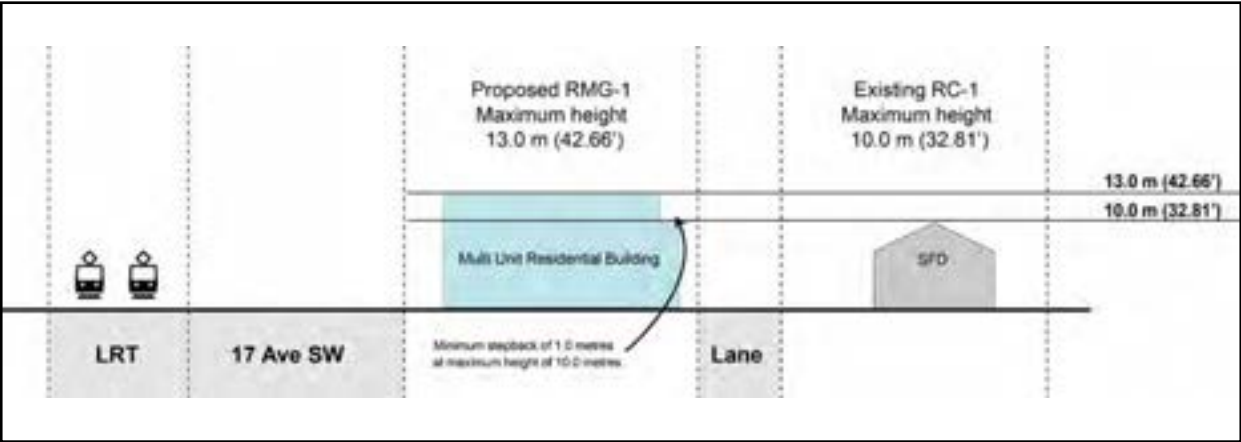 Proposed RMG-1
Maximum height
13.0 m (42.66')
Existing RC-1
Maximum height
10.0 m (32.81')
13.0 m (42.66')
10.0 m (32.81')
Multi Unit Residential Building
SFD
Minimum stepback of 1.0 metres
at maximum height of 10.0 metres
LRT
17 Ave SW
Lane